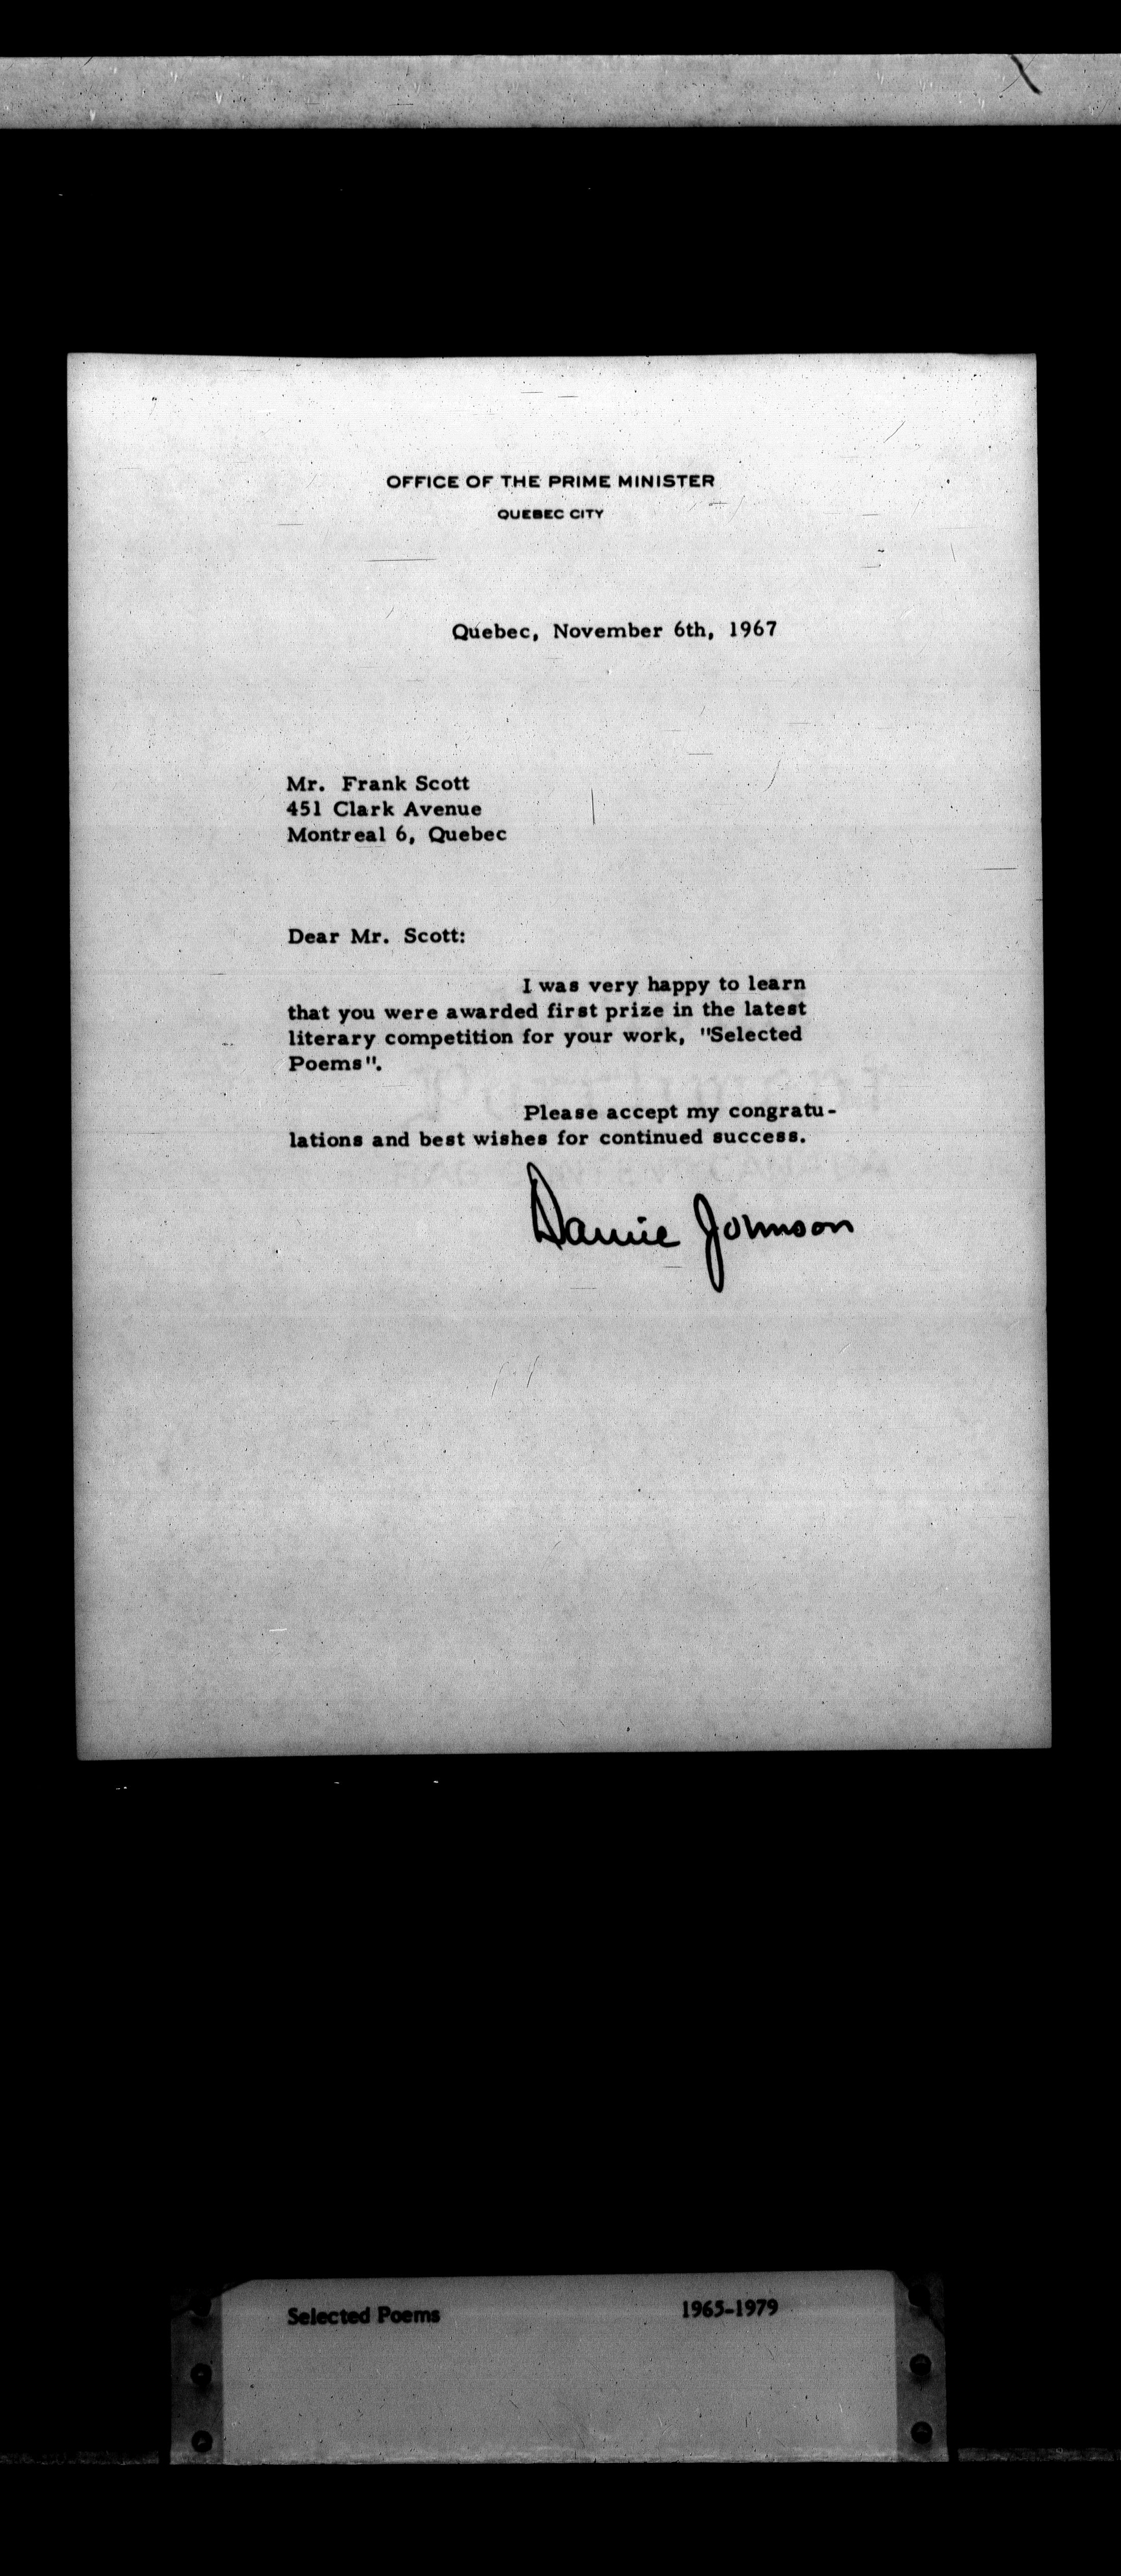 OFFICE OF THE PRIME MINISTER
QUEBEC CITY
Quebec, November 6th, 1967
Mr. Frank Scott
451 Clark Avenue
Montreal 6, Quebec
Dear Mr. Scott:
I was very happy to learn
that you were awarded first prize in the latest
literary competition for your work, "Selected
Poems".
Please accept my congratu-
lations and best wishes for continued success.
Johnson
Selected Poems 1965-1979